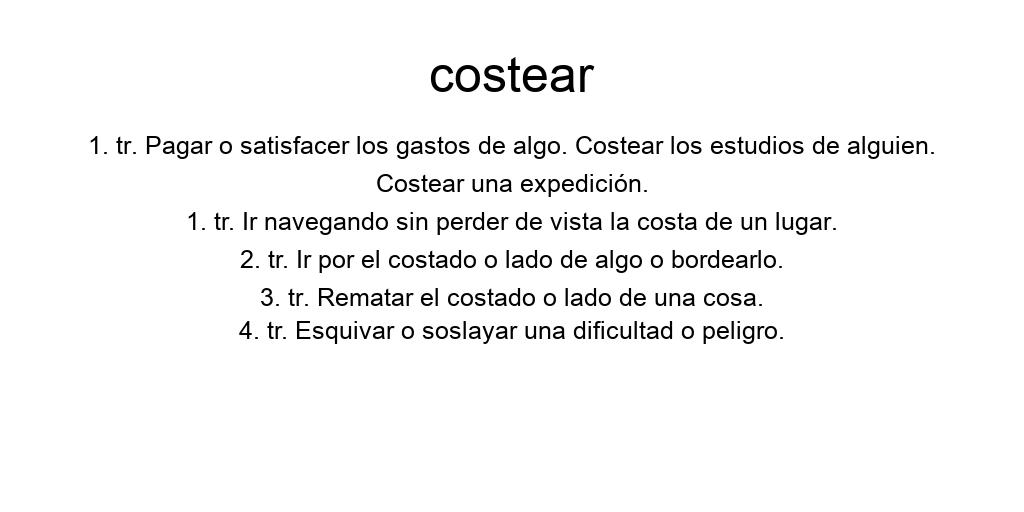 costear
1. tr. Pagar o satisfacer los gastos de algo. Costear los estudios de alguien.
Costear una expedición.
1. tr. Ir navegando sin perder de vista la costa de un lugar.
2. tr. Ir por el costado o lado de algo o bordearlo.
3. tr. Rematar el costado o lado de una cosa.
4. tr. Esquivar o soslayar una dificultad o peligro.